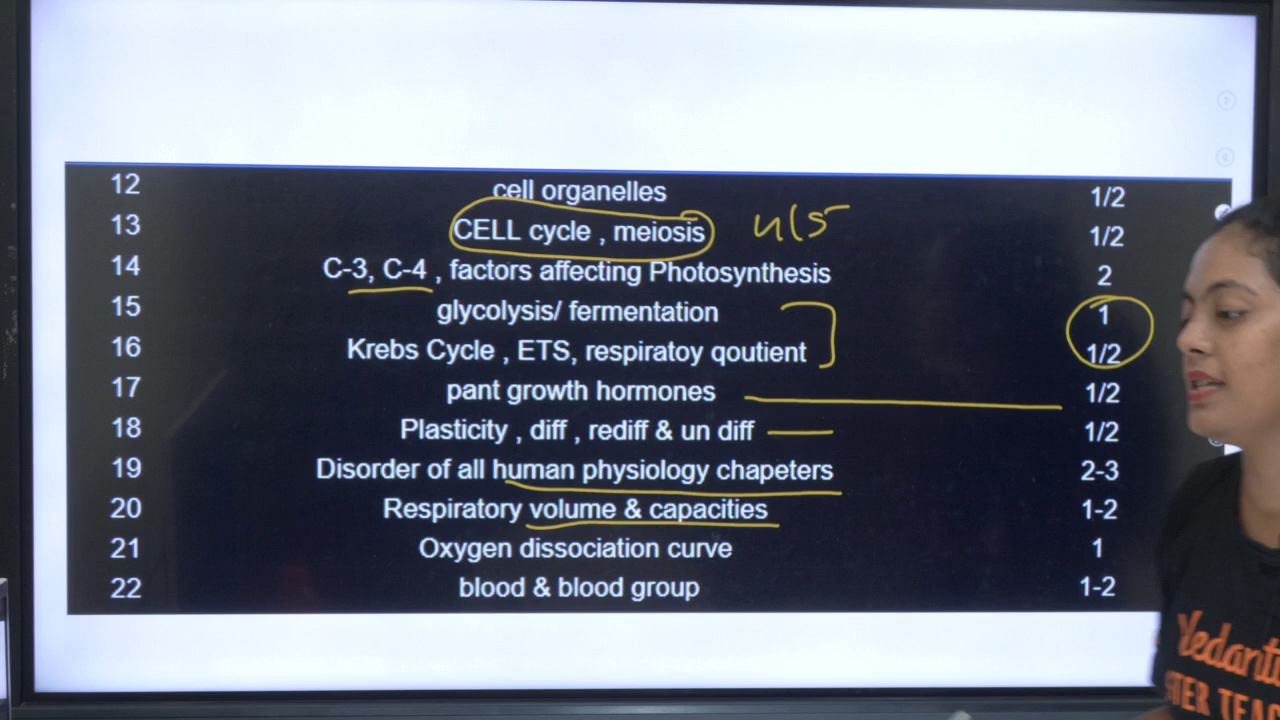 12 cell organelles 1/2
13 CELL cycle , meiosis 4/5 1/2
14 C-3, C-4 , factors affecting Photosynthesis 2
15 glycolysis/ fermentation 1
16 Krebs Cycle , ETS, respiratoy qoutient 1/2
17 pant growth hormones 1/2
18 Plasticity , diff , rediff & un diff 1/2
19 Disorder of all human physiology chapeters 2-3
20 Respiratory volume & capacities 1-2
21 Oxygen dissociation curve 1
22 blood & blood group 1-2
Vedantu